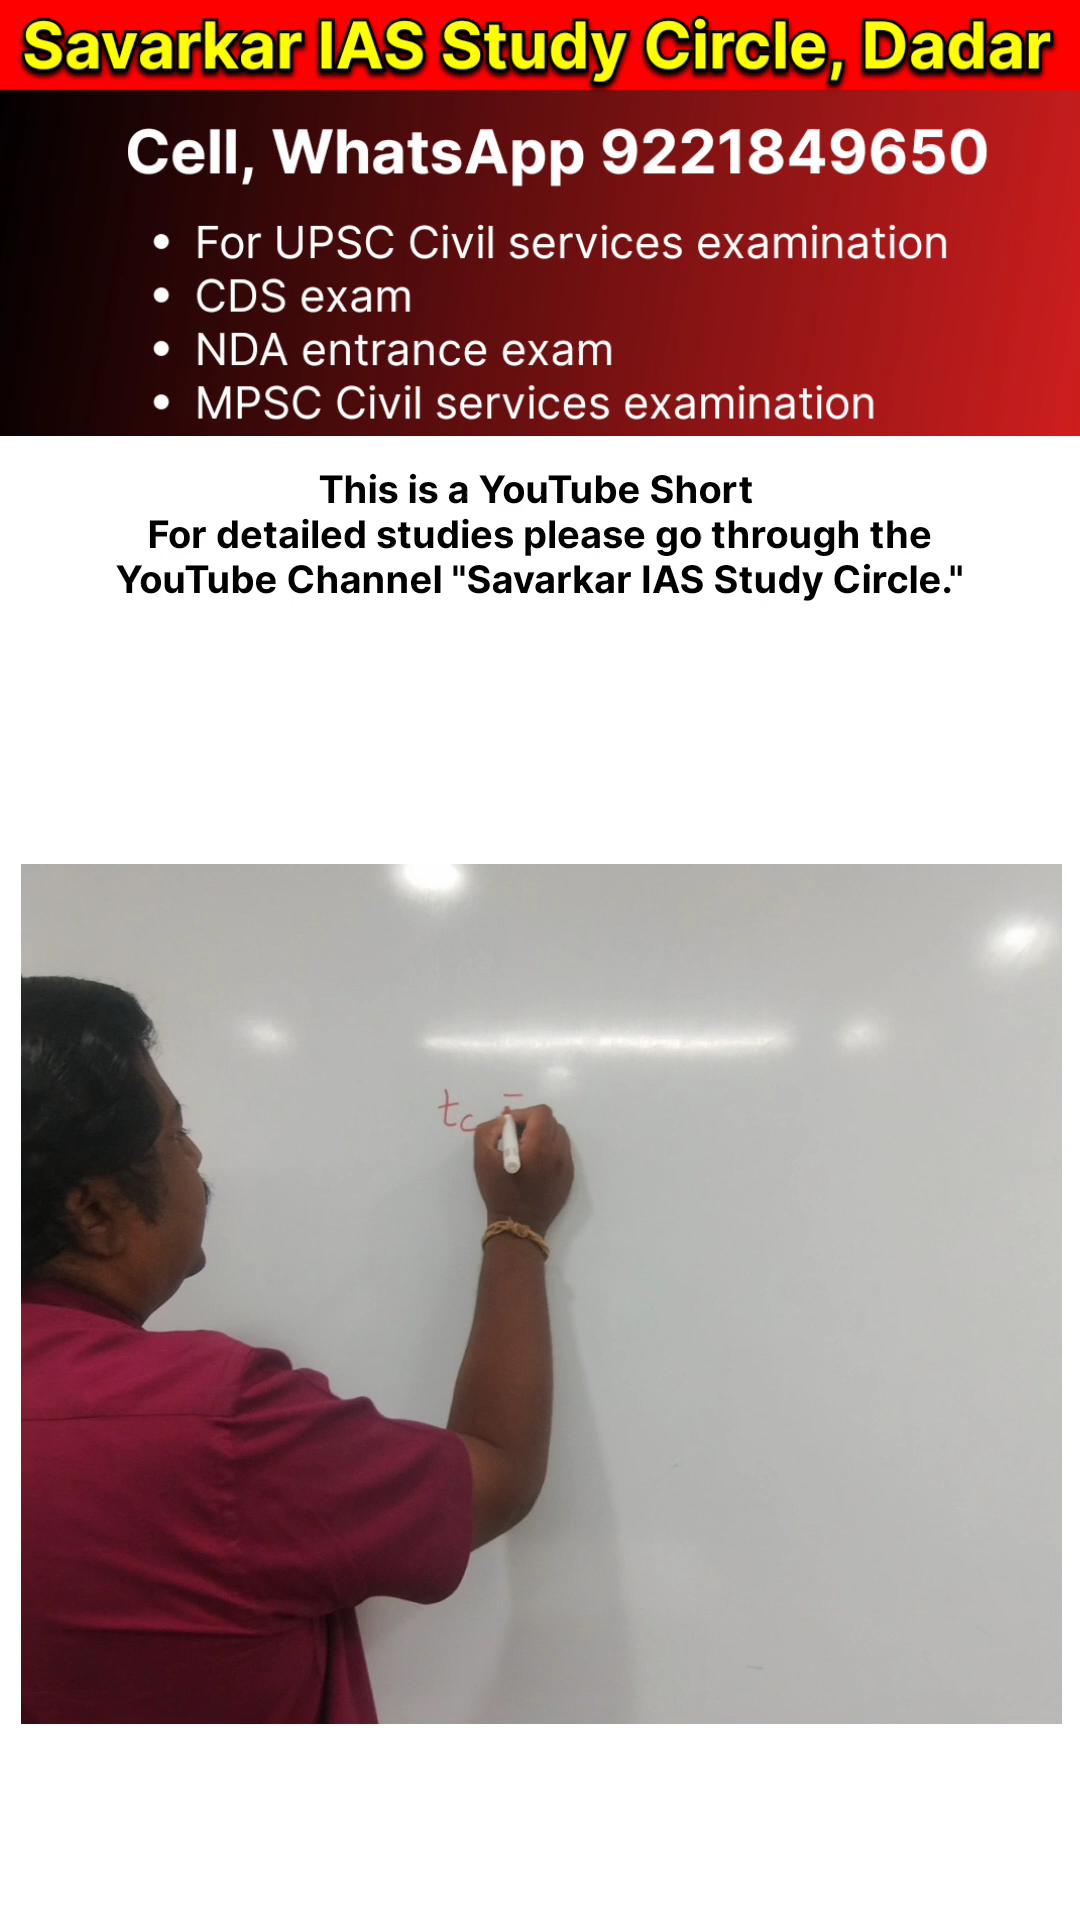 Savarkar IAS Study Circle, Dadar
Cell, WhatsApp 9221849650
• For UPSC Civil services examination
• CDS exam
• NDA entrance exam
• MPSC Civil services examination
This is a YouTube Short
For detailed studies please go through the
YouTube Channel "Savarkar IAS Study Circle."
tc =